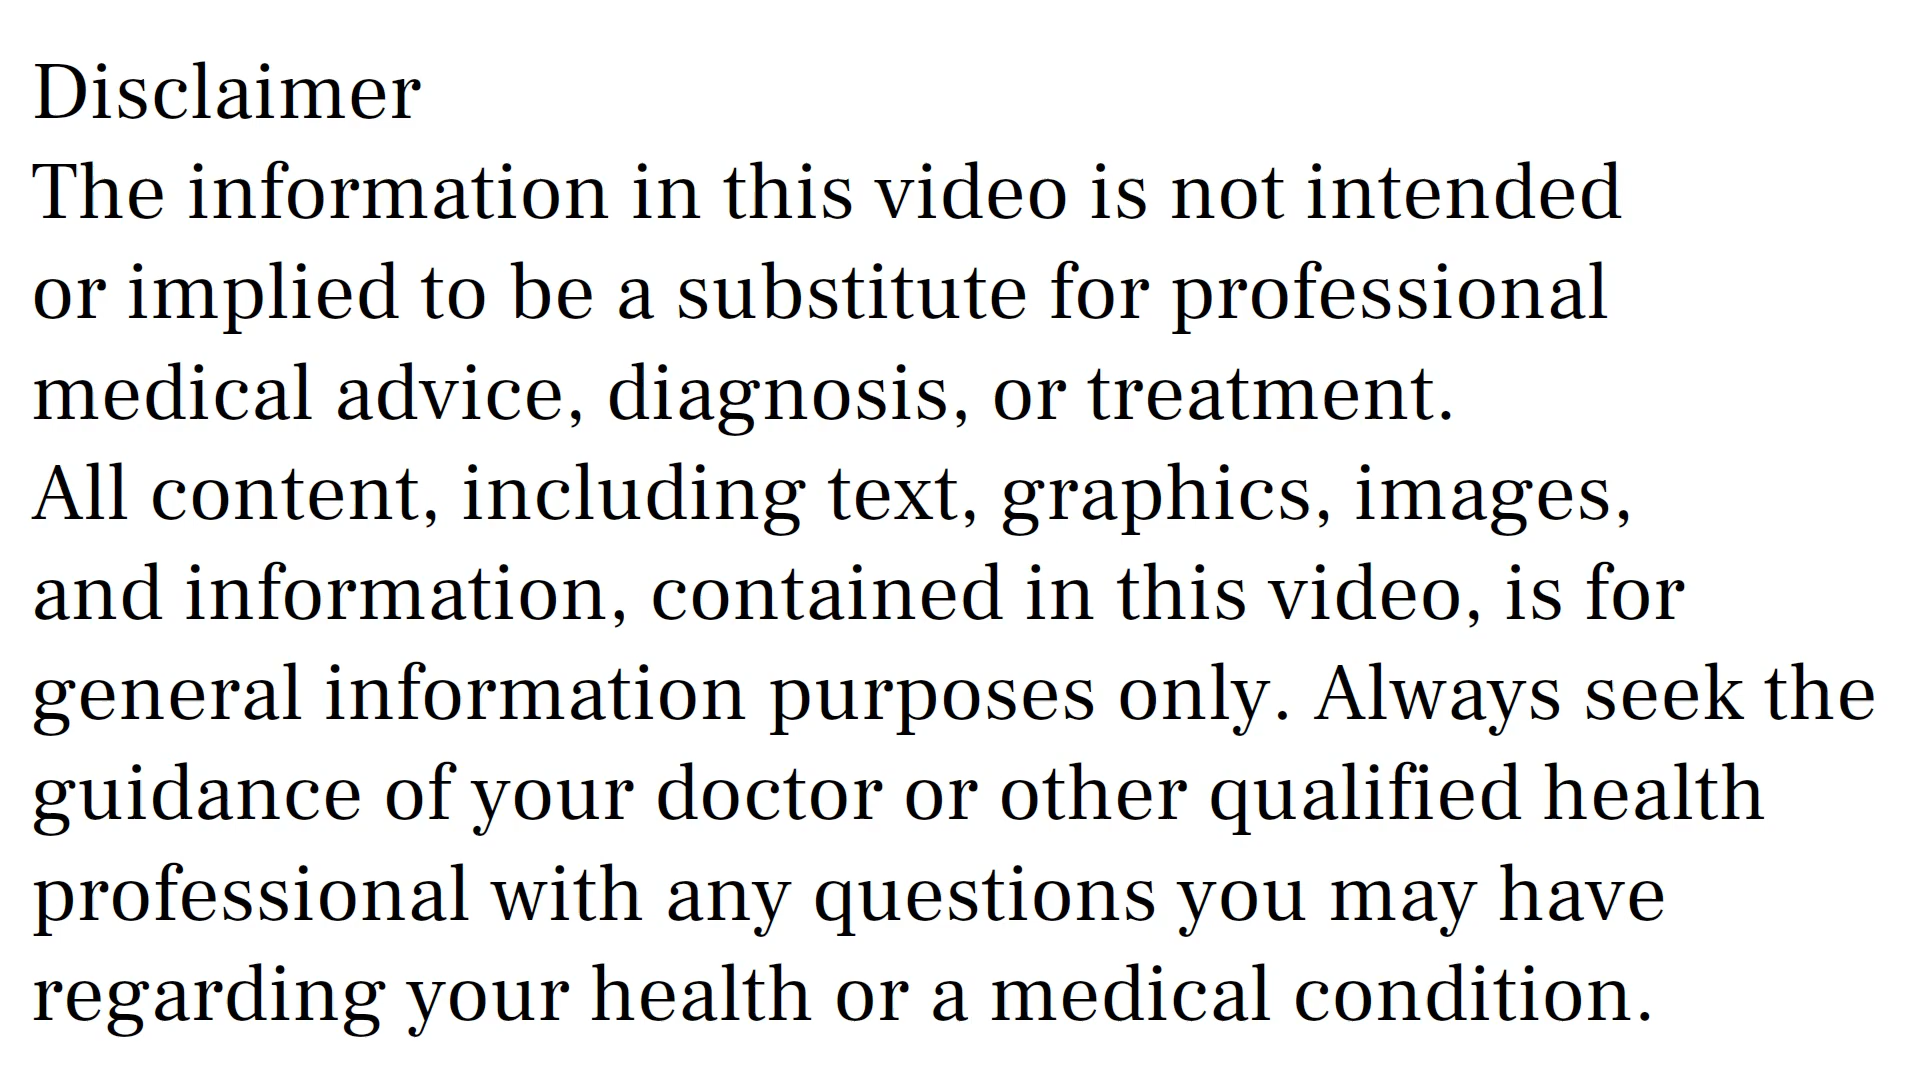 Disclaimer
The information in this video is not intended
or implied to be a substitute for professional
medical advice, diagnosis, or treatment.
All content, including text, graphics, images,
and information, contained in this video, is for
general information purposes only. Always seek the
guidance of your doctor or other qualified health
professional with any questions you may have
regarding your health or a medical condition.